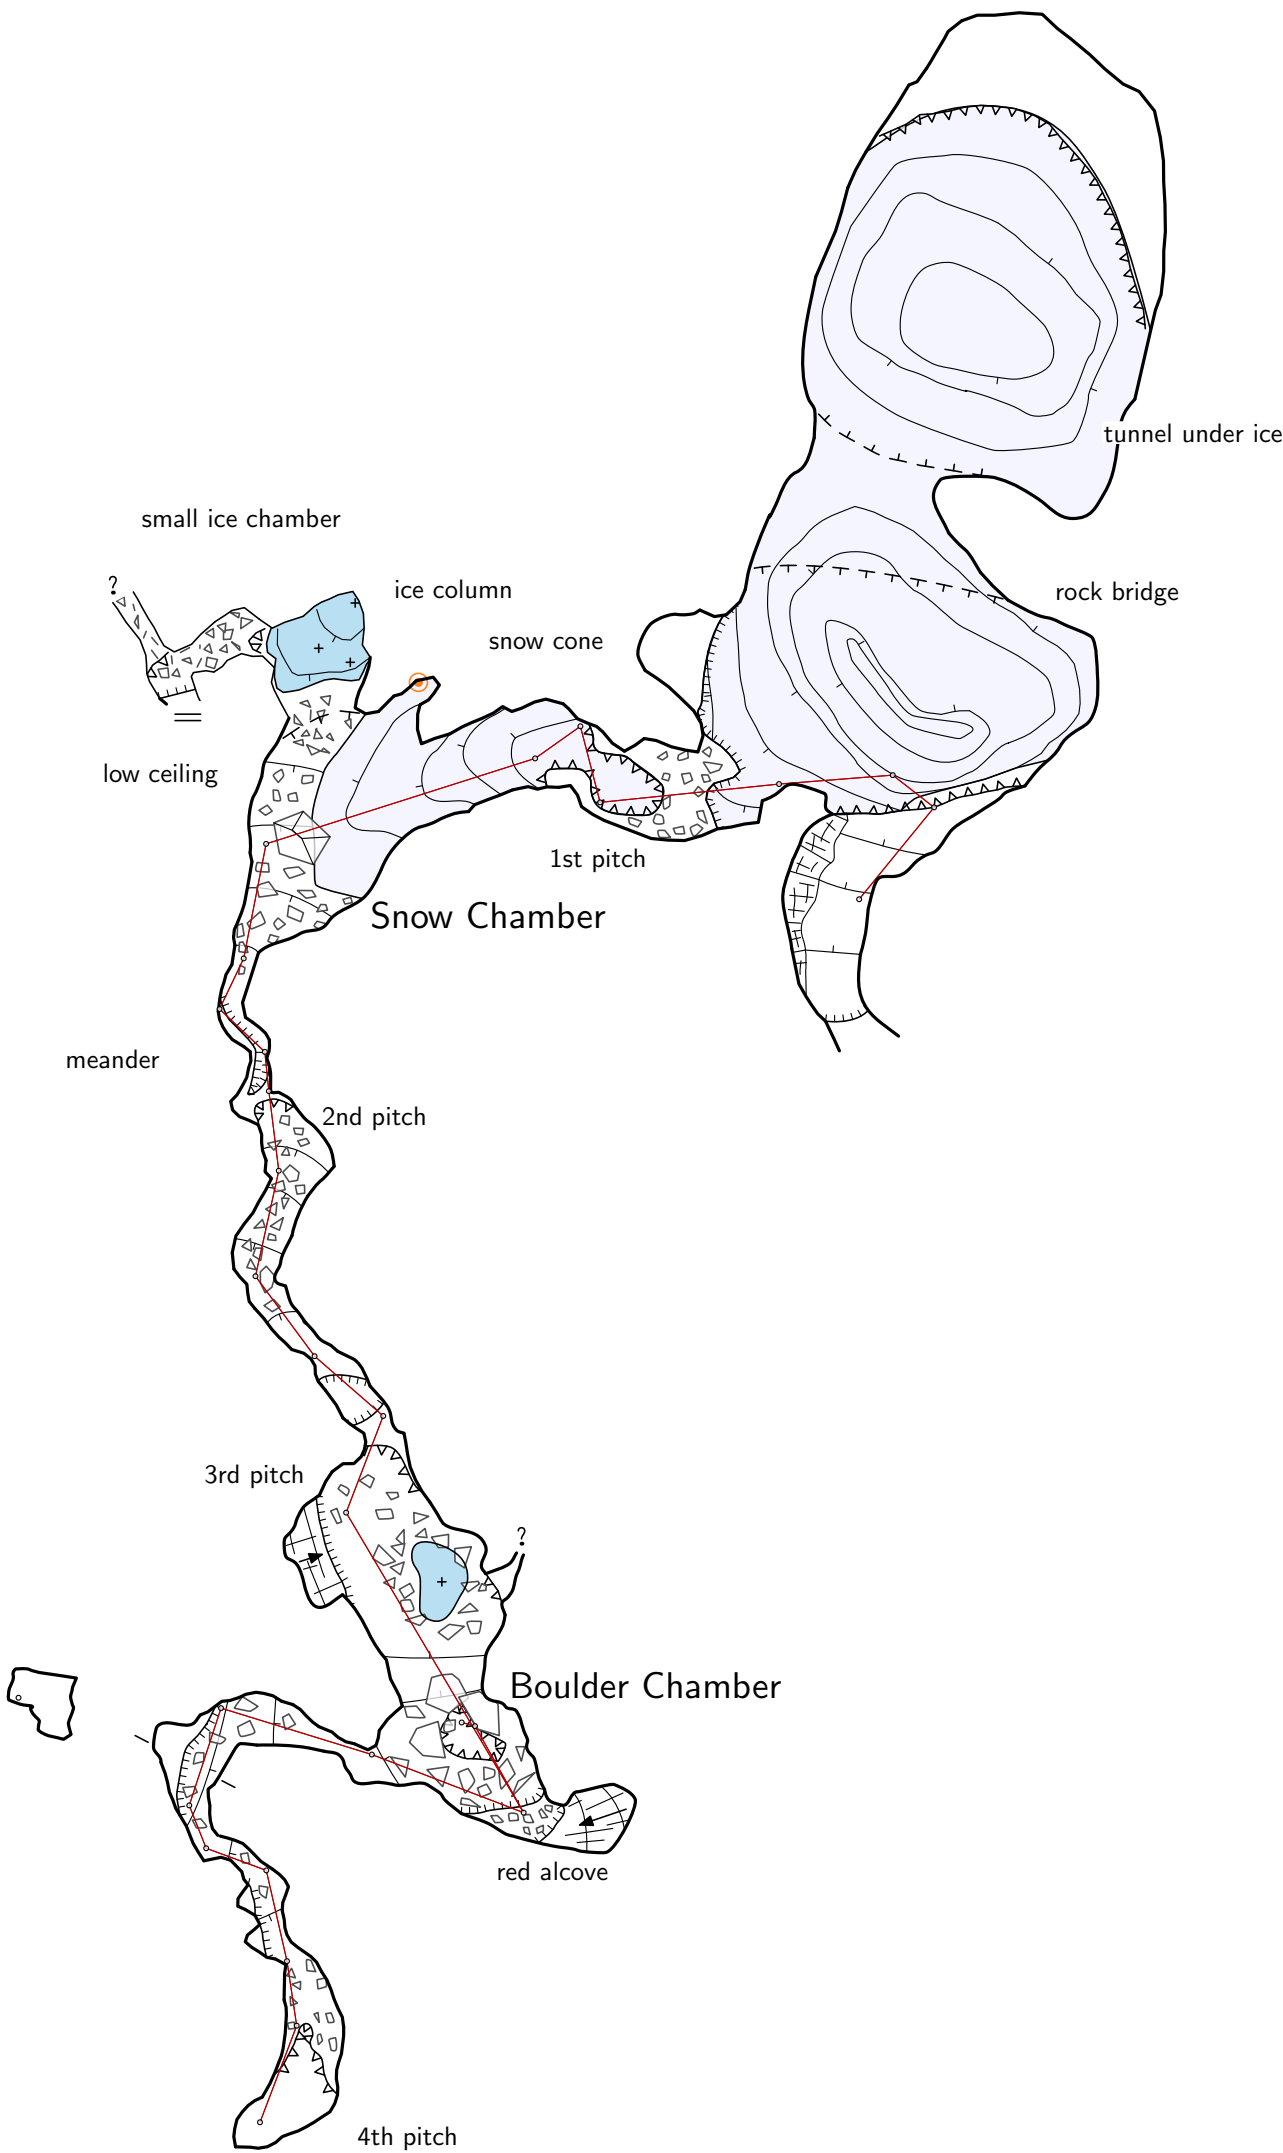 tunnel under ice
small ice chamber
?
ice column
rock bridge
snow cone
low ceiling
1st pitch
Snow Chamber
meander
2nd pitch
3rd pitch
?
Boulder Chamber
red alcove
4th pitch